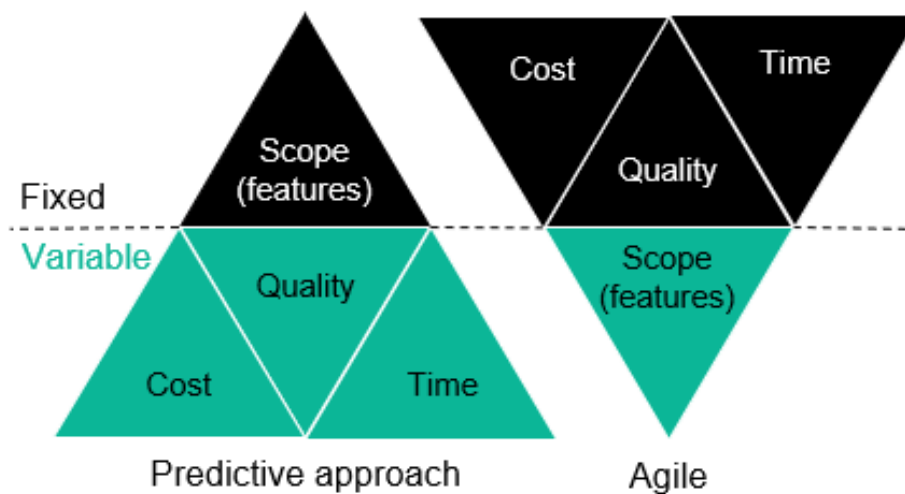 Cost
Time
Scope
(features)
Quality
Fixed
Variable
Quality
Scope
(features)
Cost
Time
Predictive approach
Agile